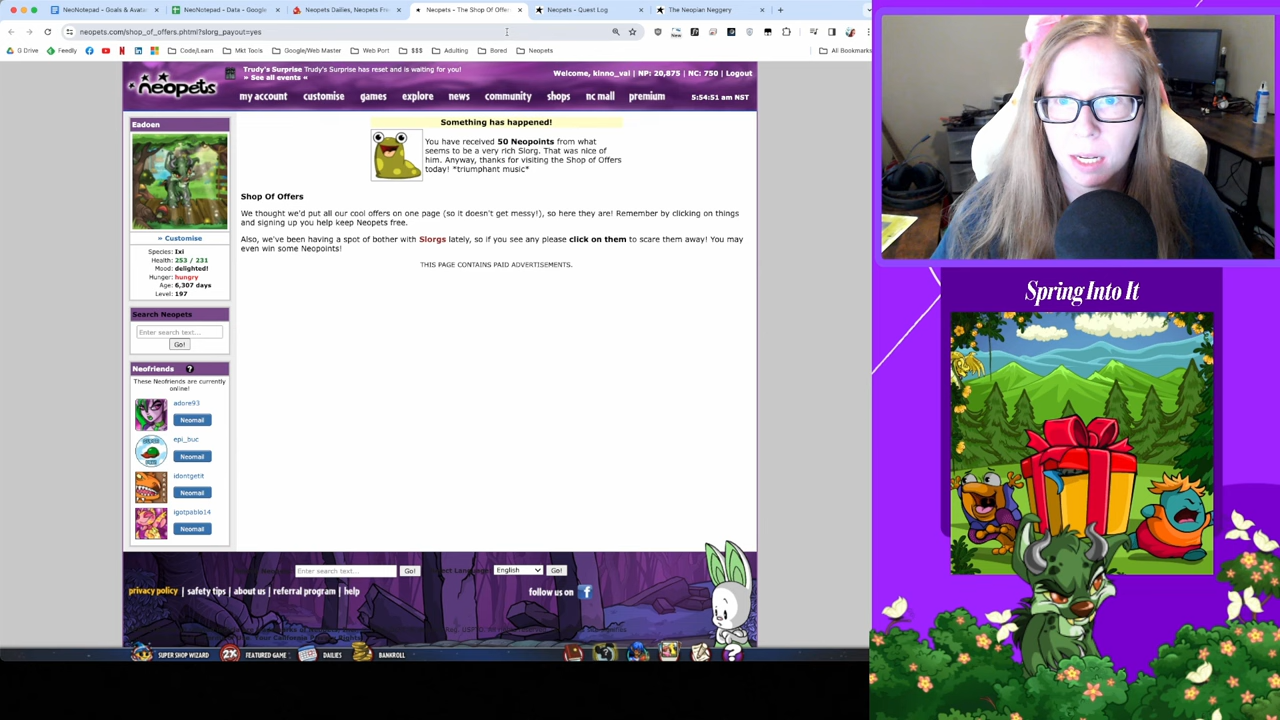 NeoNotepad - Goals & Avata
NeoNotepad - Data - Google
Neopets Dailies, Neopets Fre
Neopets - The Shop Of Offer
Neopets - Quest Log
The Neopian Neggery
neopets.com/shop_of_offers.phtml?slorg_payout=yes
G Drive
Feedly
Code/Learn
Mkt Tools
Google/Web Master
Web Port
$$$
Adulting
Bored
Neopets
All Bookmarks
neopets
Trudy's Surprise Trudy's Surprise has reset and is waiting for you!
» See all events «
Welcome, kinno_val | NP: 20,875 | NC: 750 | Logout
my account
customise
games
explore
news
community
shops
nc mall
premium
5:54:51 am NST
Eadoen
» Customise
Species: Ixi
Health: 253 / 231
Mood: delighted!
Hunger: hungry
Age: 6,307 days
Level: 197
Search Neopets
Enter search text...
Go!
Neofriends ?
These Neofriends are currently
online!
adore93
Neomail
epi_buc
Neomail
idontgetit
Neomail
igotpablo14
Neomail
Something has happened!
You have received 50 Neopoints from what
seems to be a very rich Slorg. That was nice of
him. Anyway, thanks for visiting the Shop of Offers
today! *triumphant music*
Shop Of Offers
We thought we'd put all our cool offers on one page (so it doesn't get messy!), so here they are! Remember by clicking on things
and signing up you help keep Neopets free.
Also, we've been having a spot of bother with Slorgs lately, so if you see any please click on them to scare them away! You may
even win some Neopoints!
THIS PAGE CONTAINS PAID ADVERTISEMENTS.
Enter search text...
Go!
English
Go!
privacy policy | safety tips | about us | referral program | help
follow us on
SUPER SHOP WIZARD
2X
FEATURED GAME
DAILIES
BANKROLL
Spring Into It